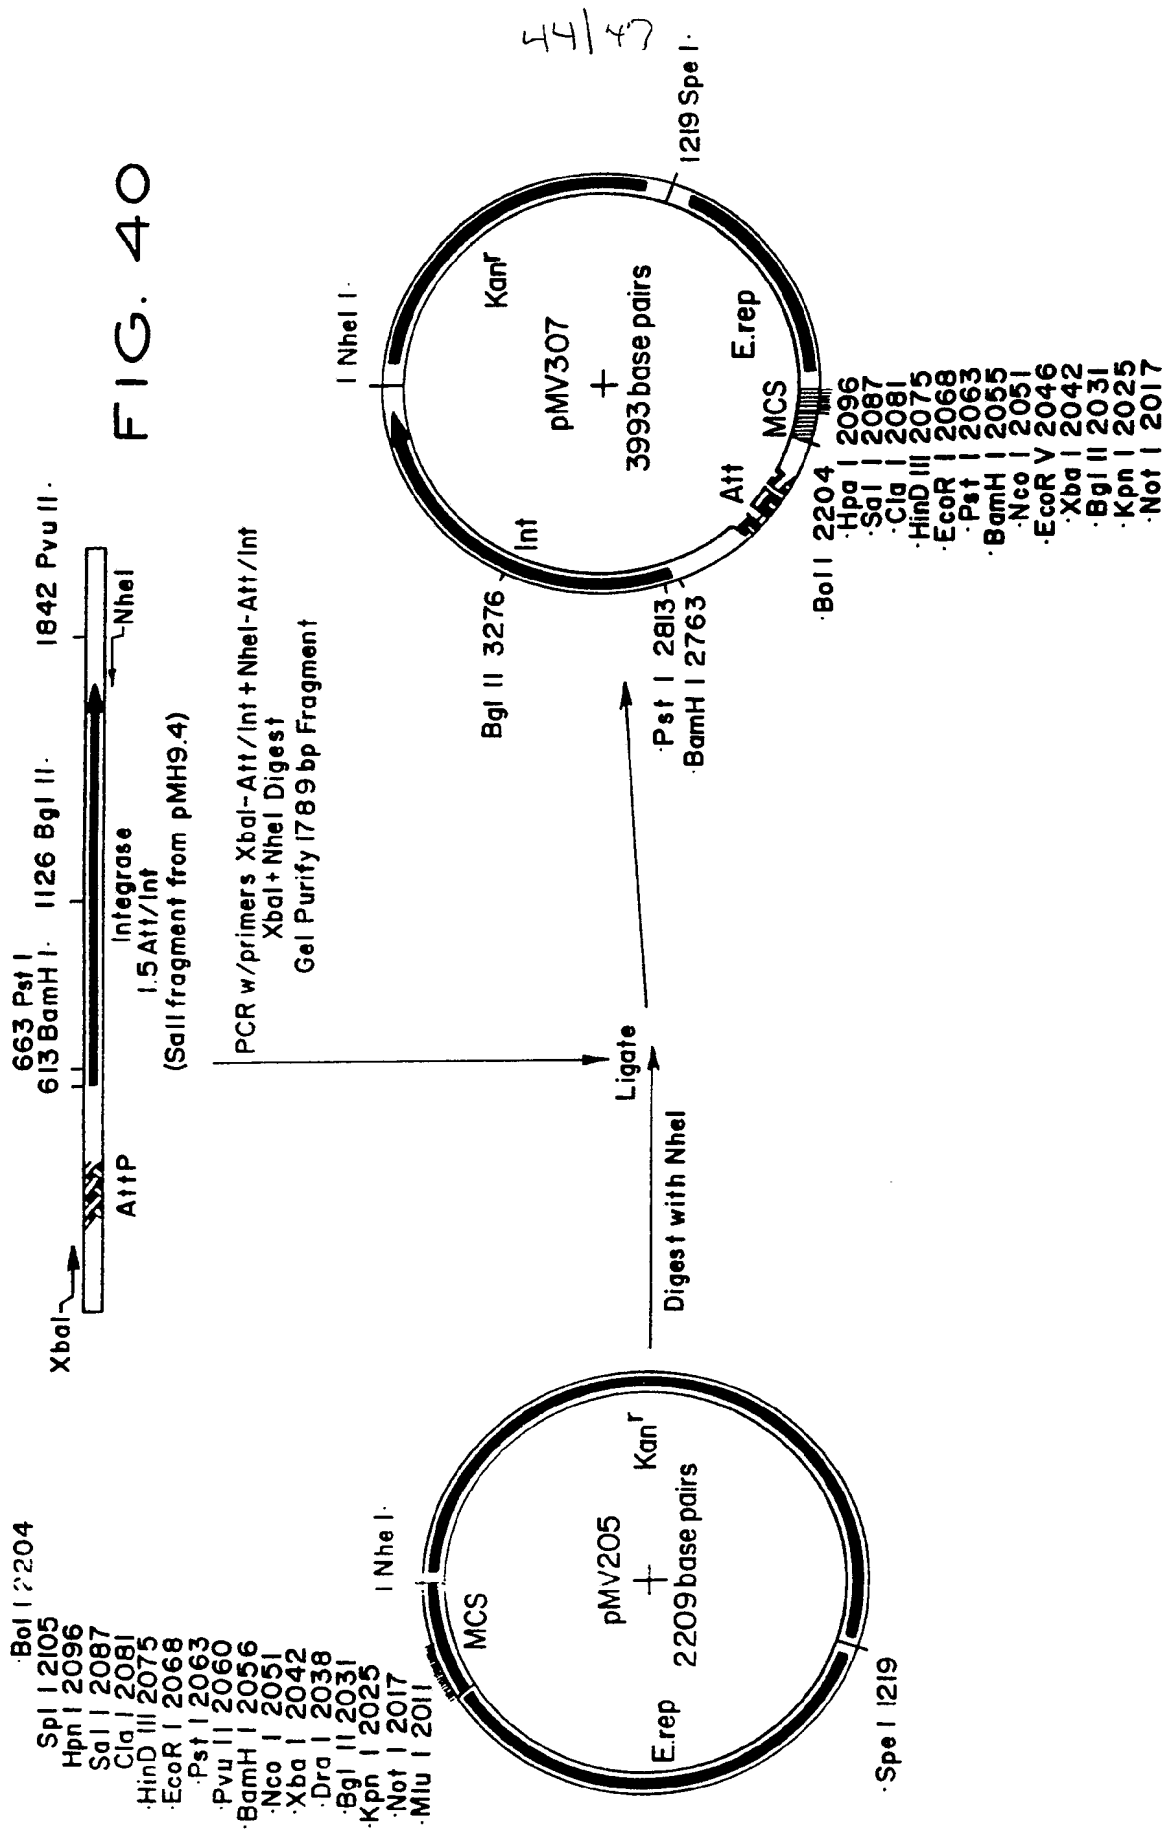 44/47
FIG. 40
XbaI
663 Pst I
613 BamH I·
1126 Bgl II·
1842 Pvu II·
NheI
AttP
Integrase
1.5 Att/Int
(SalI fragment from pMH9.4)
PCR w/primers XbaI-Att/Int + NheI-Att/Int
XbaI + NheI Digest
Gel Purify 1789 bp Fragment
·Bol I 2204
SpI I 2105
HpnI 2096
Sal I 2087
Cla I 2081
·HinD III 2075
·EcoR I 2068
·Pst I 2063
·Pvu II 2060
·BamH I 2056
·Nco I 2051
·Xba I 2042
·Dra I 2038
·Bgl II 2031
·Kpn I 2025
·Not I 2017
·Mlu I 2011
1 Nhe I·
MCS
Kanr
pMV205
2209 base pairs
E.rep
·Spe I 1219
Digest with NheI
Ligate
1 Nhe I·
Kanr
1219 Spe I·
pMV307
3993 base pairs
E.rep
MCS
Att
Int
Bgl II 3276
·Pst I 2813
·BamH I 2763
·Bol I 2204
·Hpa I 2096
·Sal I 2087
·Cla I 2081
·HinD III 2075
·EcoR I 2068
·Pst I 2063
·BamH I 2055
·Nco I 2051
·EcoR V 2046
·Xba I 2042
·Bgl II 2031
·Kpn I 2025
·Not I 2017